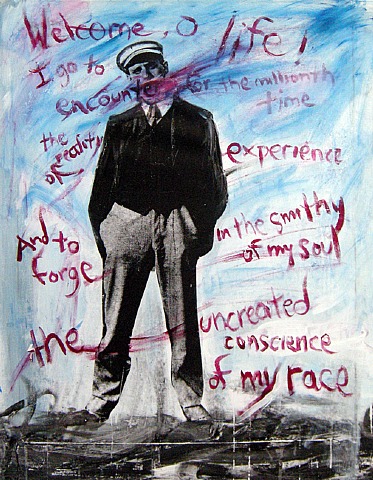 Welcome, O life!
I go to
encounter for the millionth
time
the reality
of experience
And to
forge
in the smithy
of my soul
the uncreated
conscience
of my race